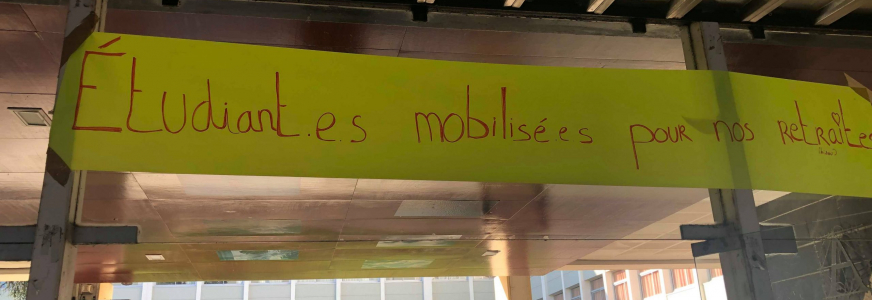 Étudiant.e.s mobilisé.e.s pour nos retraites